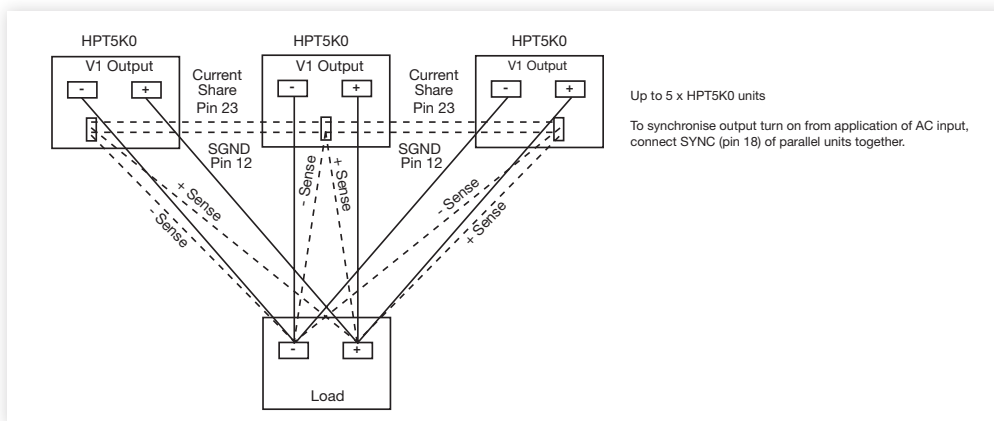 HPT5K0
HPT5K0
HPT5K0
V1 Output
V1 Output
V1 Output
- +
- +
- +
Current
Share
Pin 23
Current
Share
Pin 23
SGND
Pin 12
SGND
Pin 12
+ Sense
- Sense
- Sense
+ Sense
- Sense
+ Sense
- +
Load
Up to 5 x HPT5K0 units
To synchronise output turn on from application of AC input,
connect SYNC (pin 18) of parallel units together.